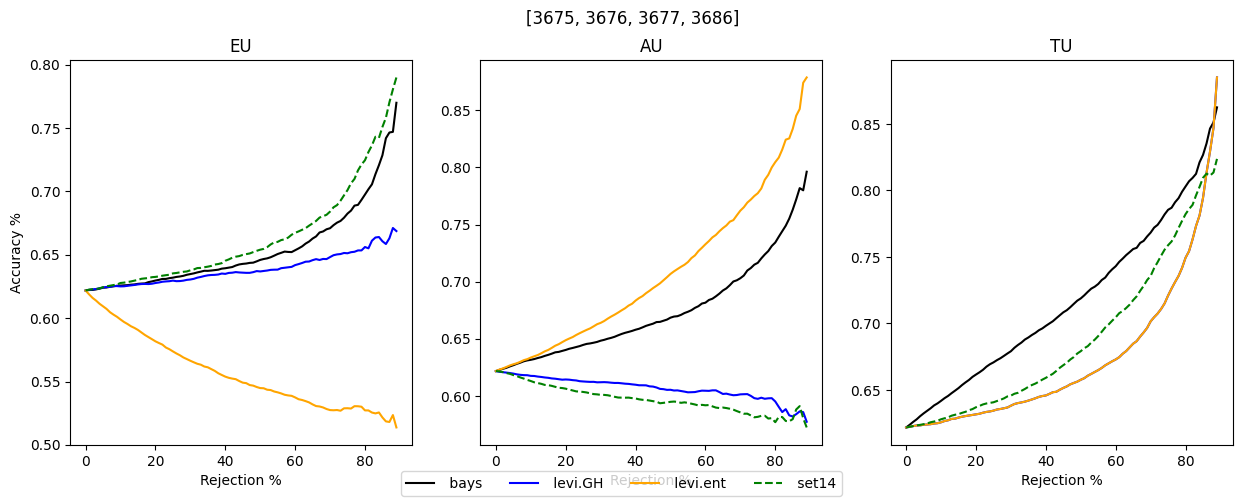 [3675, 3676, 3677, 3686]
EU
AU
TU
Accuracy %
0.80
0.75
0.70
0.65
0.60
0.55
0.50
0.85
0.80
0.75
0.70
0.65
0.60
0.85
0.80
0.75
0.70
0.65
0 20 40 60 80
0 20 40 60 80
0 20 40 60 80
Rejection %
Rejection %
Rejection %
bays levi.GH levi.ent set14